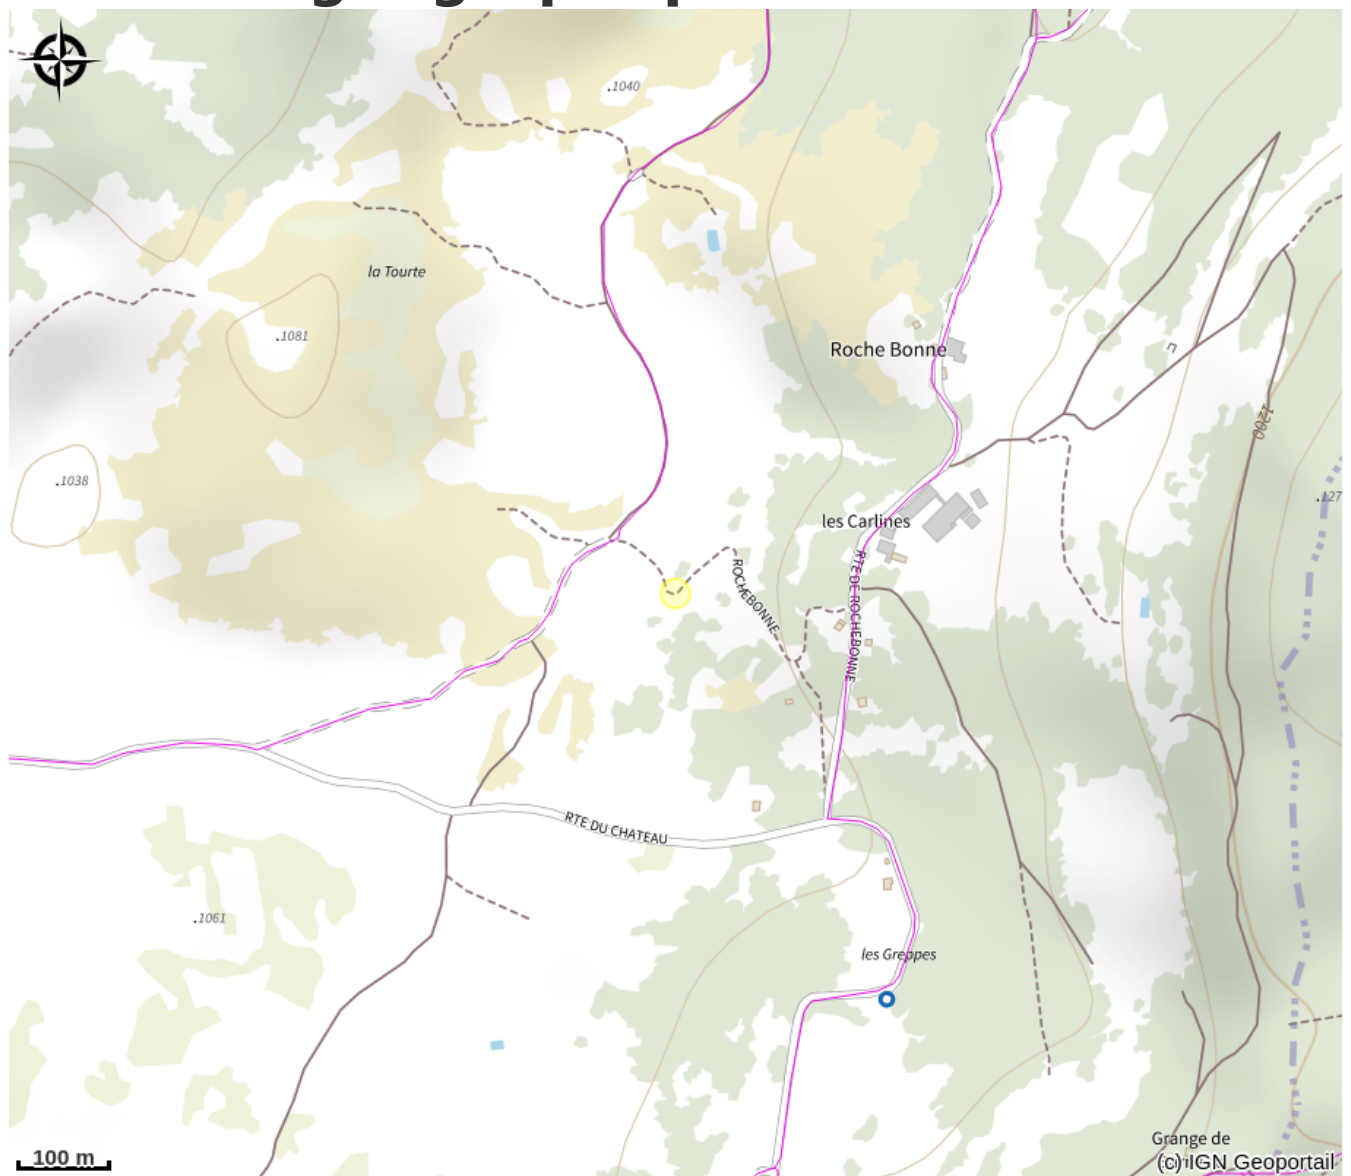 .1040
la Tourte
.1081
Roche Bonne
1200
.1038
.127
les Carlines
ROCHEBONNE
RTE DE ROCHEBONNE
RTE DU CHATEAU
.1061
les Greppes
100 m
Grange de
(c) IGN Geoportail